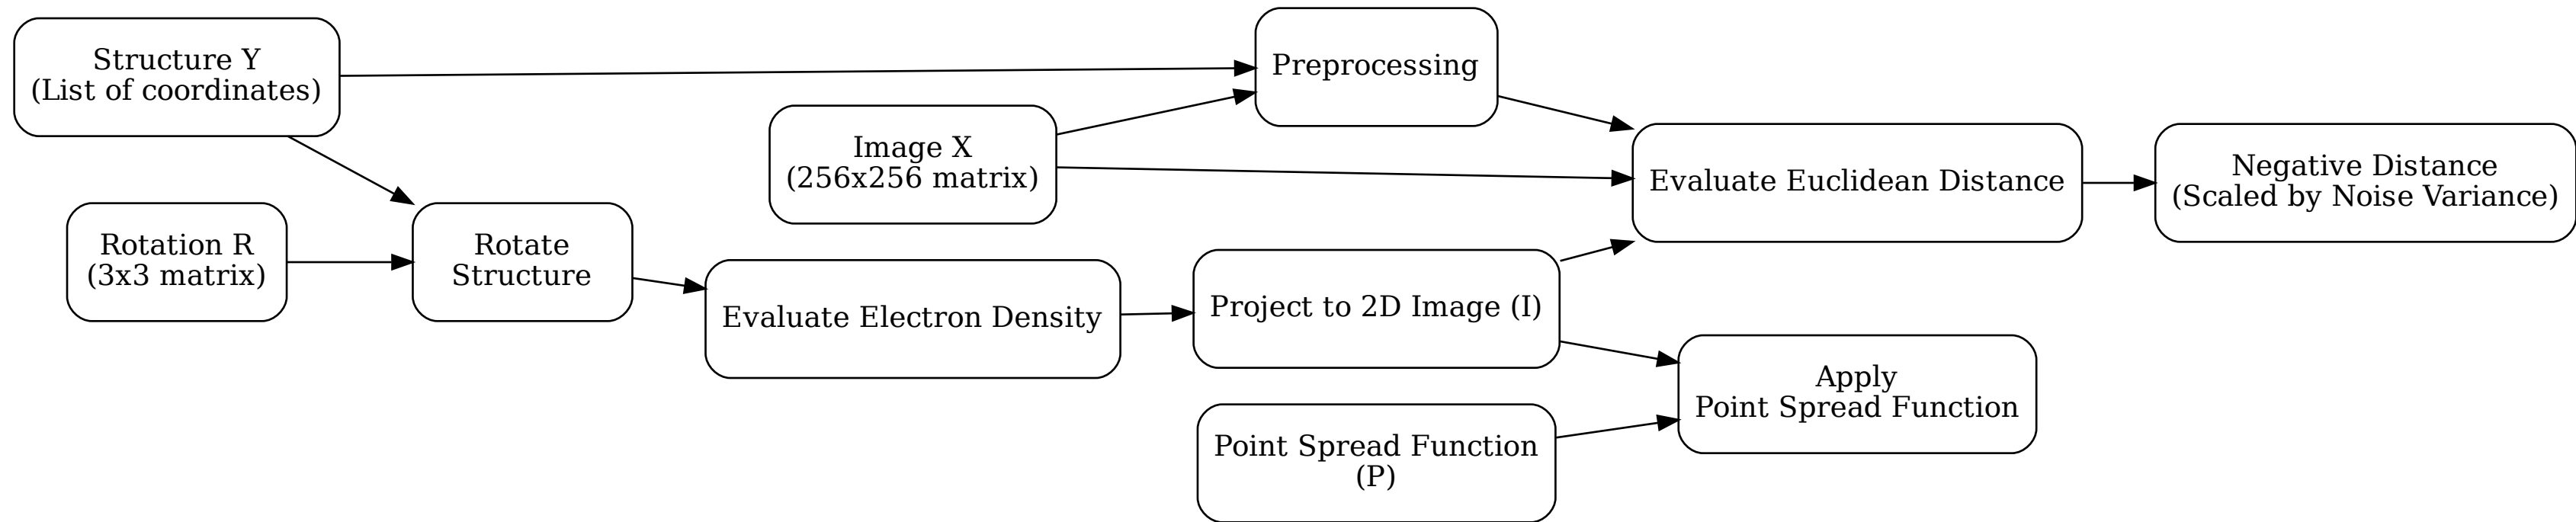 Structure Y
(List of coordinates)
Preprocessing
Image X
(256x256 matrix)
Evaluate Euclidean Distance
Negative Distance
(Scaled by Noise Variance)
Rotation R
(3x3 matrix)
Rotate
Structure
Evaluate Electron Density
Project to 2D Image (I)
Apply
Point Spread Function
Point Spread Function
(P)